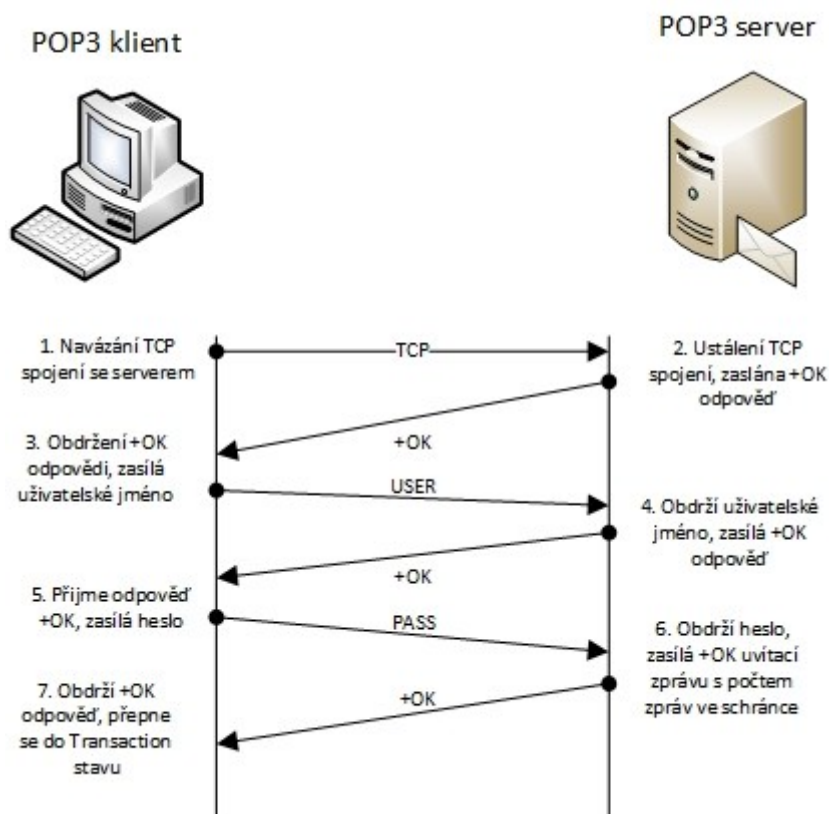 POP3 klient
POP3 server
1. Navázání TCP
spojení se serverem
TCP
2. Ustálení TCP
spojení, zaslána +OK
odpověď
+OK
3. Obdržení +OK
odpovědi, zasílá
uživatelské jméno
USER
4. Obdrží uživatelské
jméno, zasílá +OK
odpověď
+OK
5. Přijme odpověď
+OK, zasílá heslo
PASS
6. Obdrží heslo,
zasílá +OK uvítací
zprávu s počtem
zpráv ve schránce
+OK
7. Obdrží +OK
odpověď, přepne
se do Transaction
stavu